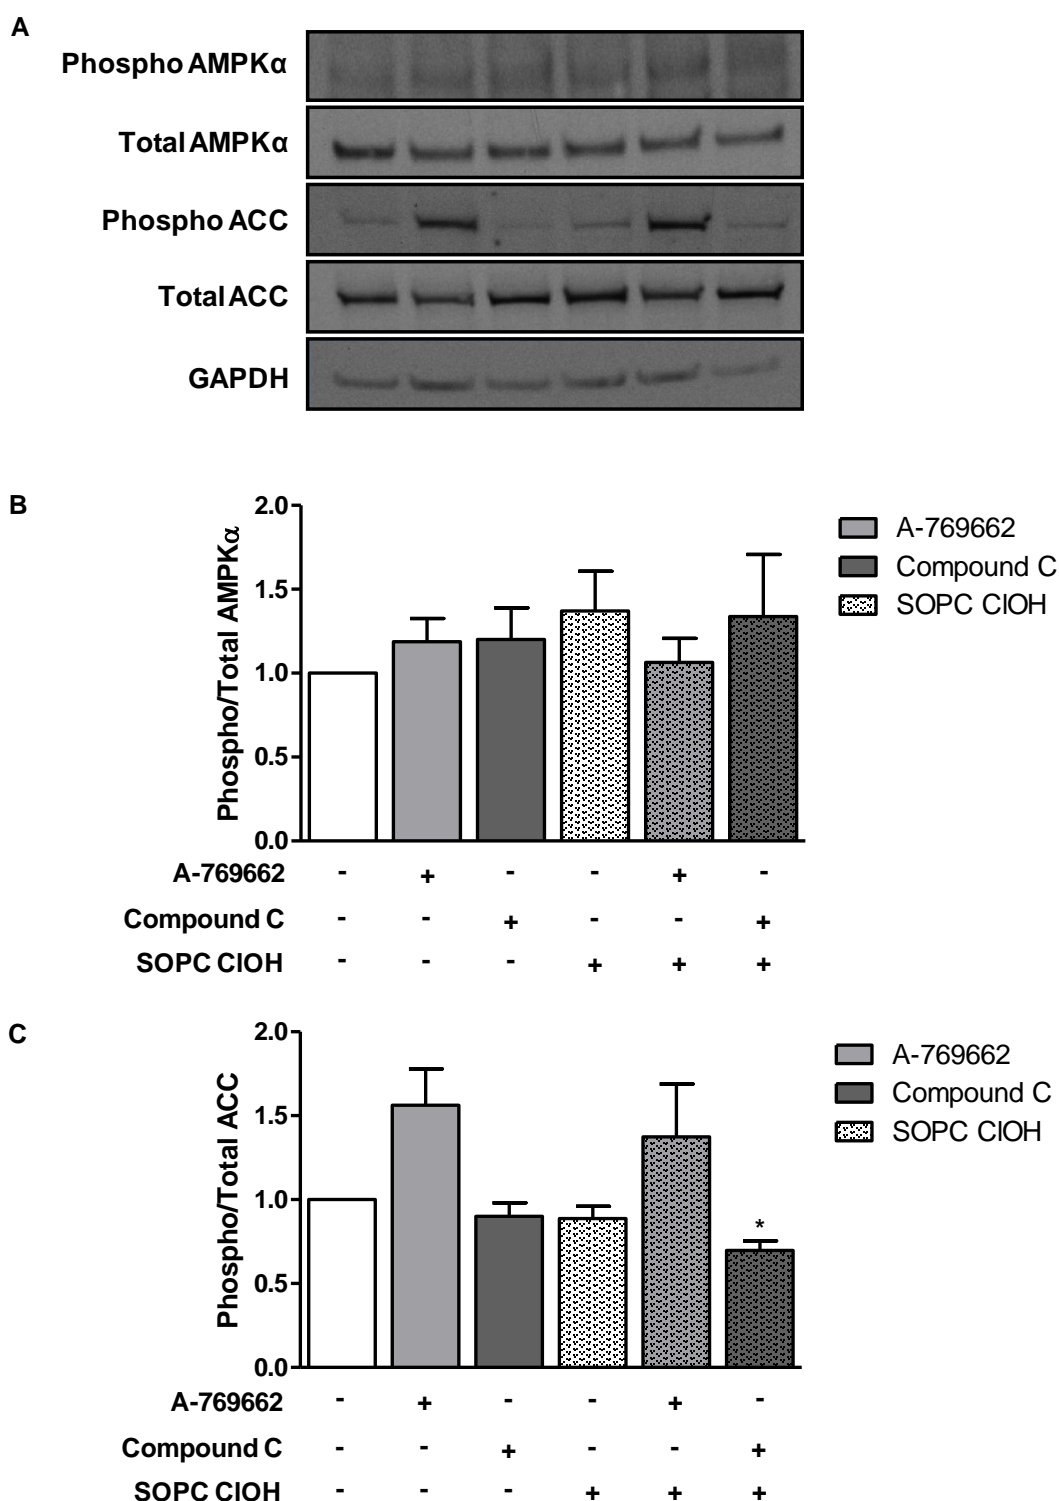 A
Phospho AMPKα
Total AMPKα
Phospho ACC
Total ACC
GAPDH
B
Phospho/Total AMPKα
2.0
1.5
1.0
0.5
0.0
A-769662
Compound C
SOPC ClOH
A-769662 - + - - + -
Compound C - - + - - +
SOPC ClOH - - - + + +
C
Phospho/Total ACC
2.0
1.5
1.0
0.5
0.0
*
A-769662
Compound C
SOPC ClOH
A-769662 - + - - + -
Compound C - - + - - +
SOPC ClOH - - - + + +